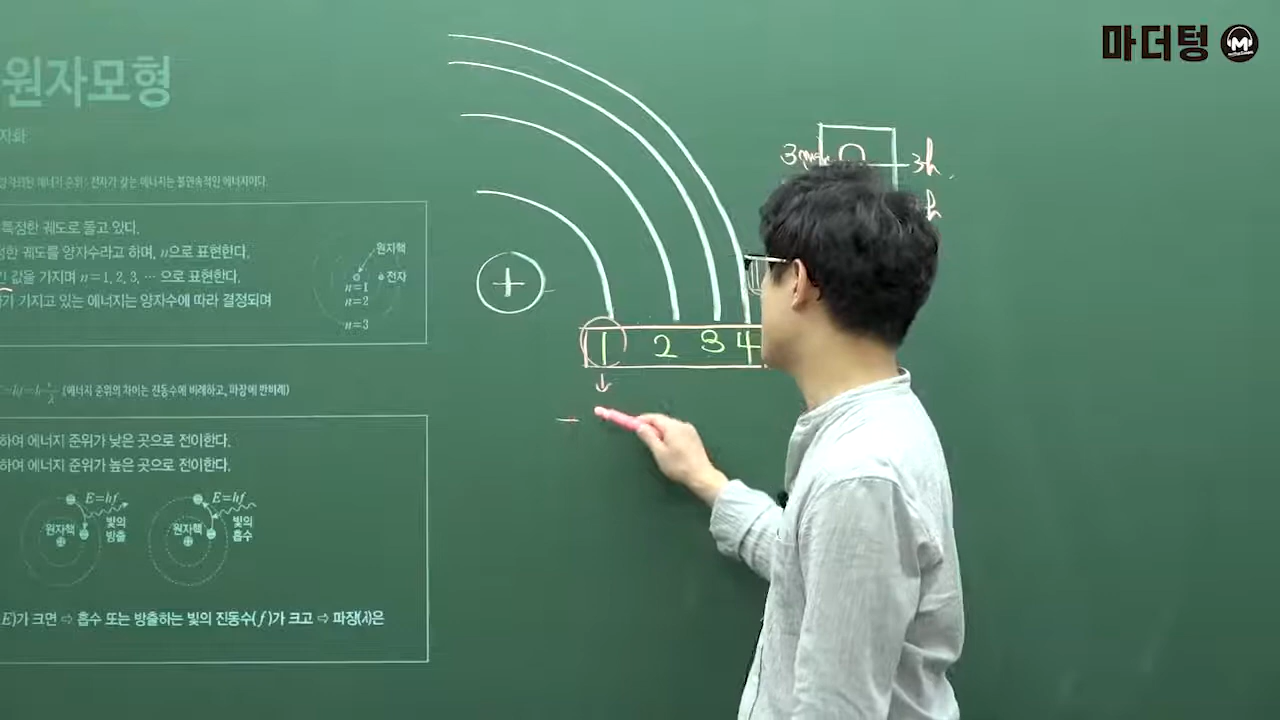 마더텅
원자모형
자화
양자화된 에너지 준위: 전자가 갖는 에너지는 불연속적인 에너지이다.
특정한 궤도로 돌고 있다.
정한 궤도를 양자수라고 하며, n으로 표현한다.
값을 가지며 n=1, 2, 3, … 으로 표현한다.
가 가지고 있는 에너지는 양자수에 따라 결정되며
원자핵
전자
n=1
n=2
n=3
=hf=h (에너지 준위의 차이는 진동수에 비례하고, 파장에 반비례)
하여 에너지 준위가 낮은 곳으로 전이한다.
하여 에너지 준위가 높은 곳으로 전이한다.
E=hf
원자핵
빛의
방출
E=hf
원자핵
빛의
흡수
E)가 크면 ⇨ 흡수 또는 방출하는 빛의 진동수(f)가 크고 ⇨ 파장(λ)은
+
1 2 3 4
3h
h
−